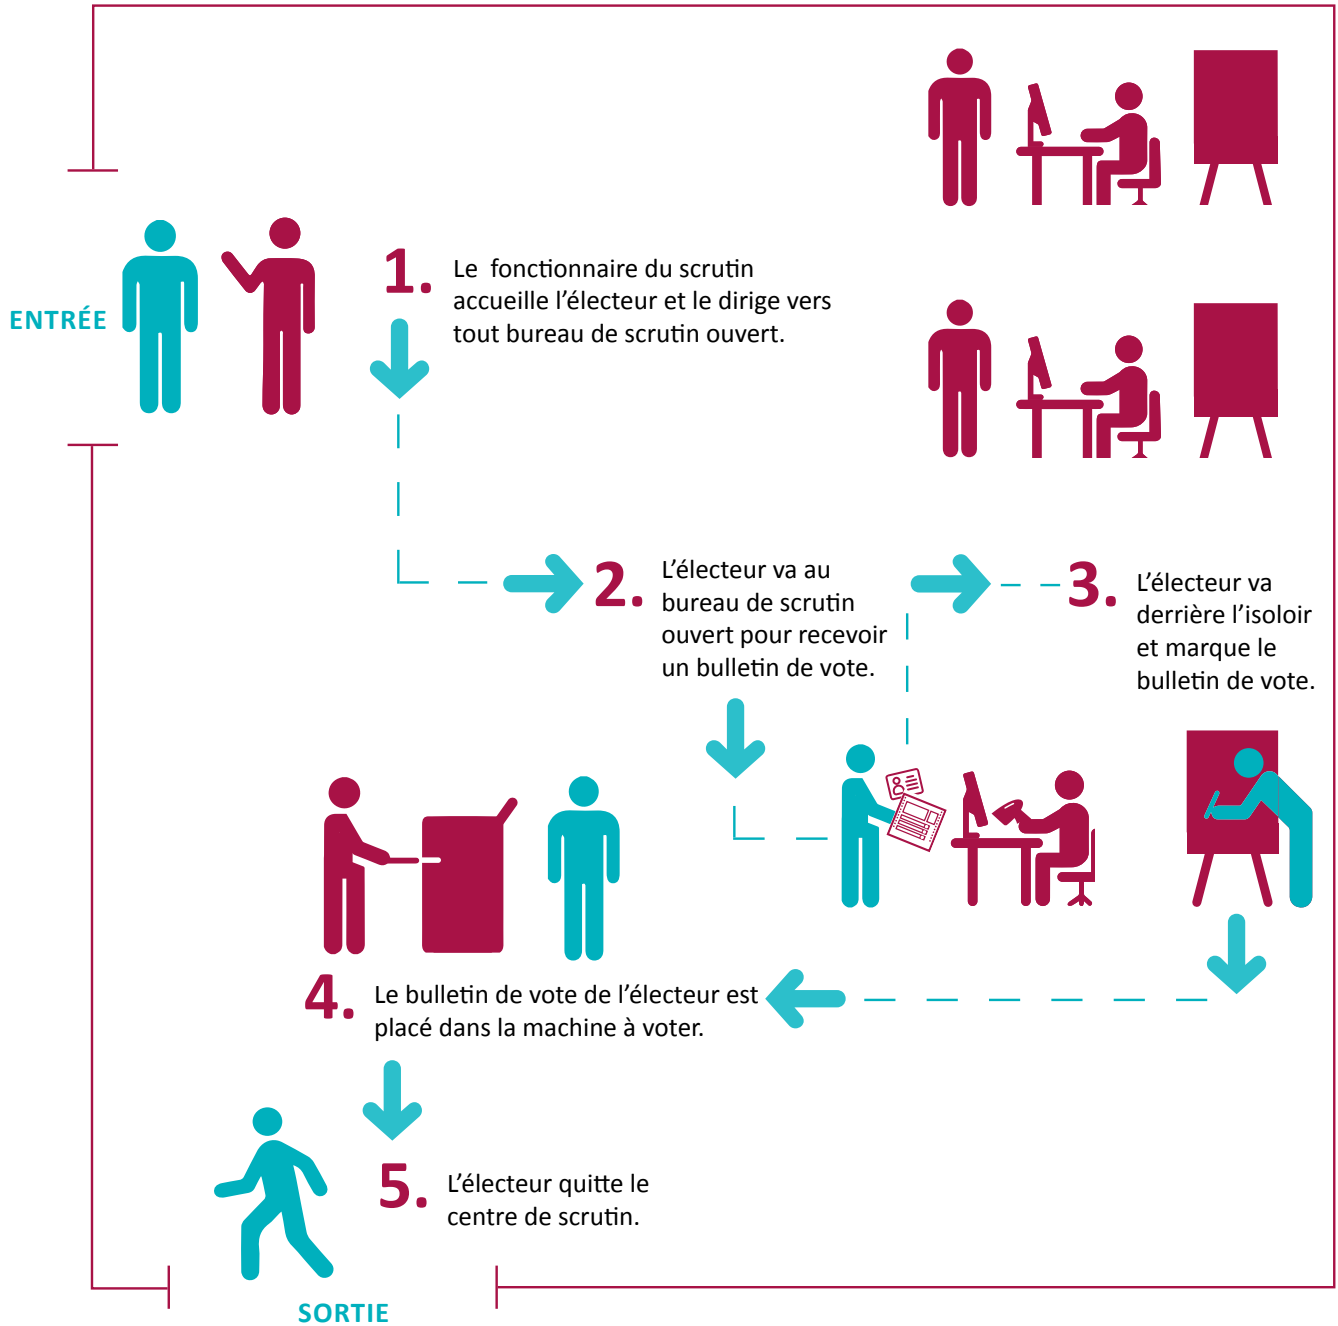 ENTRÉE
1.
Le fonctionnaire du scrutin
accueille l’électeur et le dirige vers
tout bureau de scrutin ouvert.
2.
L’électeur va au
bureau de scrutin
ouvert pour recevoir
un bulletin de vote.
3.
L’électeur va
derrière l’isoloir
et marque le
bulletin de vote.
4.
Le bulletin de vote de l’électeur est
placé dans la machine à voter.
5.
L’électeur quitte le
centre de scrutin.
SORTIE